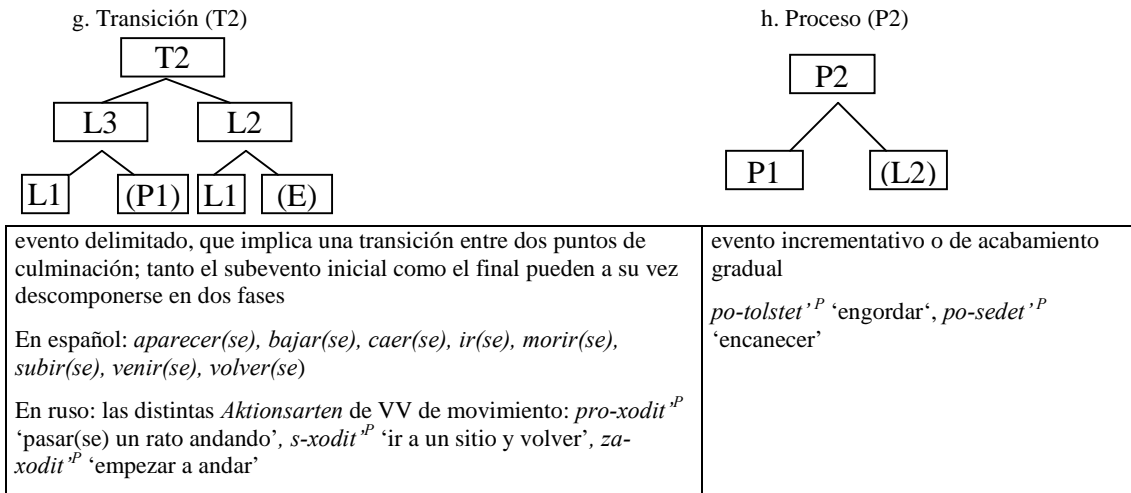 g. Transición (T2)
h. Proceso (P2)
T2
L3 L2
L1 (P1) L1 (E)
P2
P1 (L2)
evento delimitado, que implica una transición entre dos puntos de
culminación; tanto el subevento inicial como el final pueden a su vez
descomponerse en dos fases
En español: aparecer(se), bajar(se), caer(se), ir(se), morir(se),
subir(se), venir(se), volver(se)
En ruso: las distintas Aktionsarten de VV de movimiento: pro-xodit’P
‘pasar(se) un rato andando’, s-xodit’P ‘ir a un sitio y volver’, za-
xodit’P ‘empezar a andar’
evento incrementativo o de acabamiento
gradual
po-tolstet’P ‘engordar‘, po-sedet’P
‘encanecer’